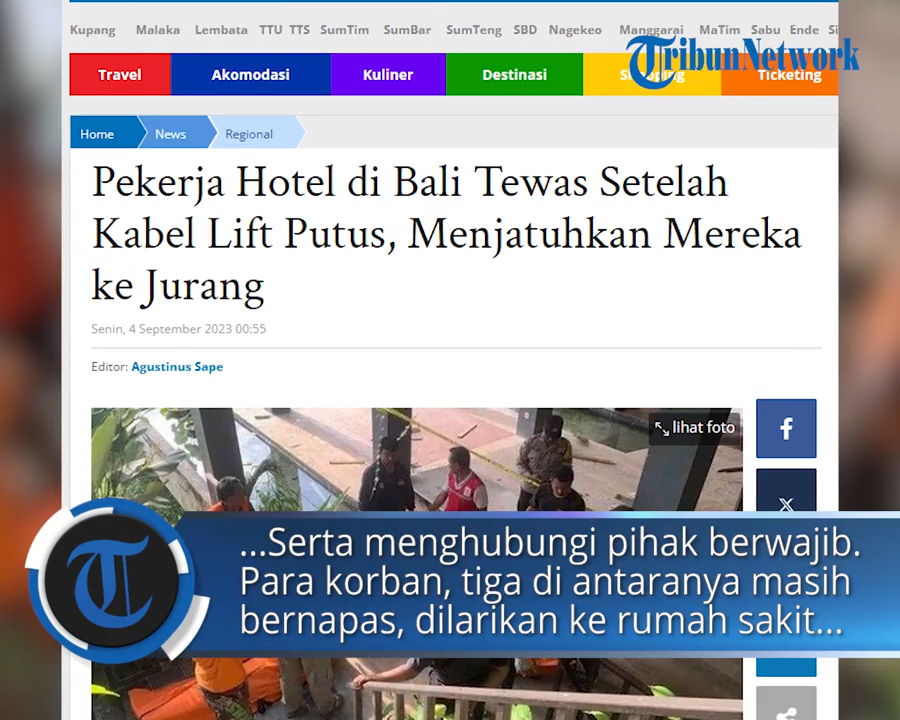 Kupang Malaka Lembata TTU TTS SumTim SumBar SumTeng SBD Nagekeo Manggarai MaTim Sabu Ende
TribunNetwork
Travel Akomodasi Kuliner Destinasi Shopping Ticketing
Home News Regional
Pekerja Hotel di Bali Tewas Setelah
Kabel Lift Putus, Menjatuhkan Mereka
ke Jurang
Senin, 4 September 2023 00:55
Editor: Agustinus Sape
lihat foto
...Serta menghubungi pihak berwajib.
Para korban, tiga di antaranya masih
bernapas, dilarikan ke rumah sakit...